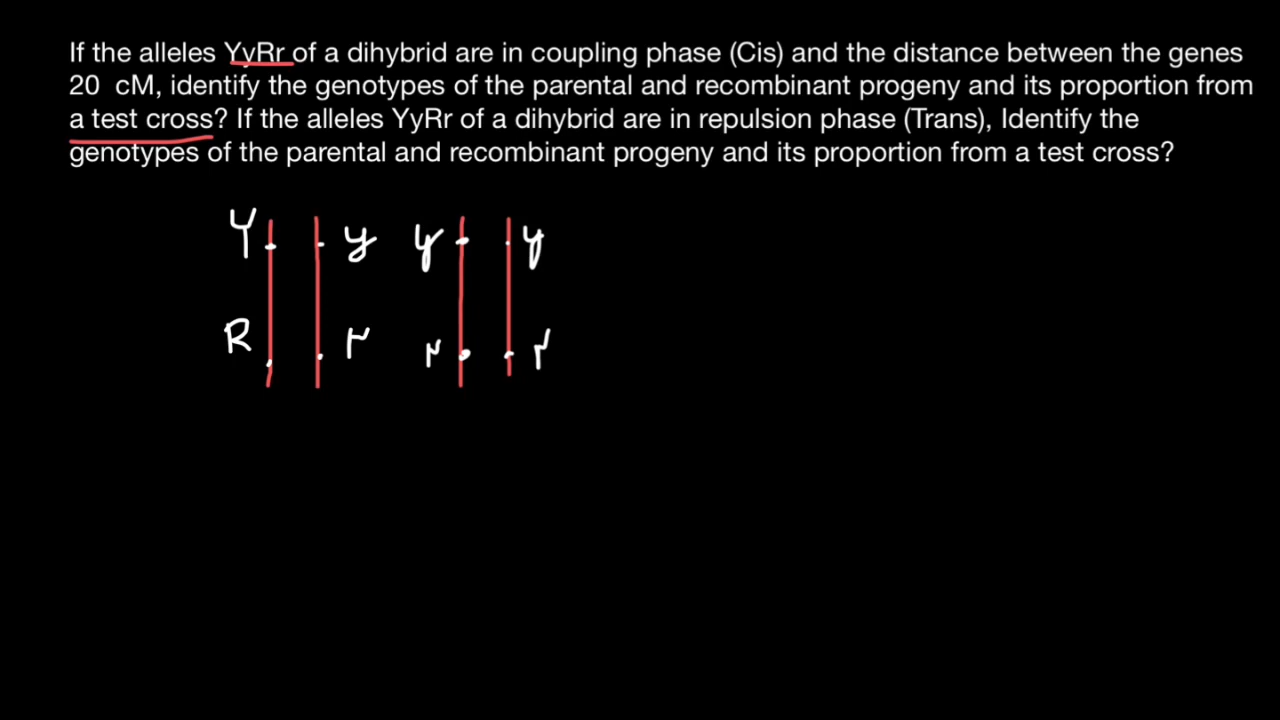 If the alleles YyRr of a dihybrid are in coupling phase (Cis) and the distance between the genes
20 cM, identify the genotypes of the parental and recombinant progeny and its proportion from
a test cross? If the alleles YyRr of a dihybrid are in repulsion phase (Trans), Identify the
genotypes of the parental and recombinant progeny and its proportion from a test cross?
Y y y y
R r r r